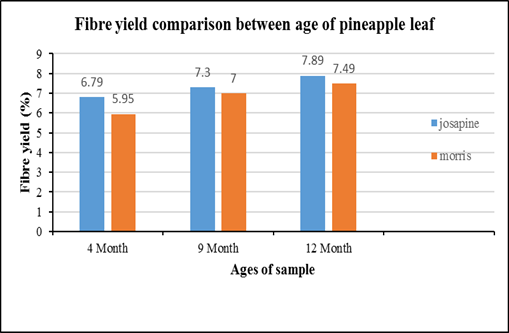 Fibre yield comparison between age of pineapple leaf
Fibre yield (%)
9
8
7
6
5
4
3
2
1
0
6.79
5.95
7.3
7
7.89
7.49
josapine
morris
4 Month
9 Month
12 Month
Ages of sample